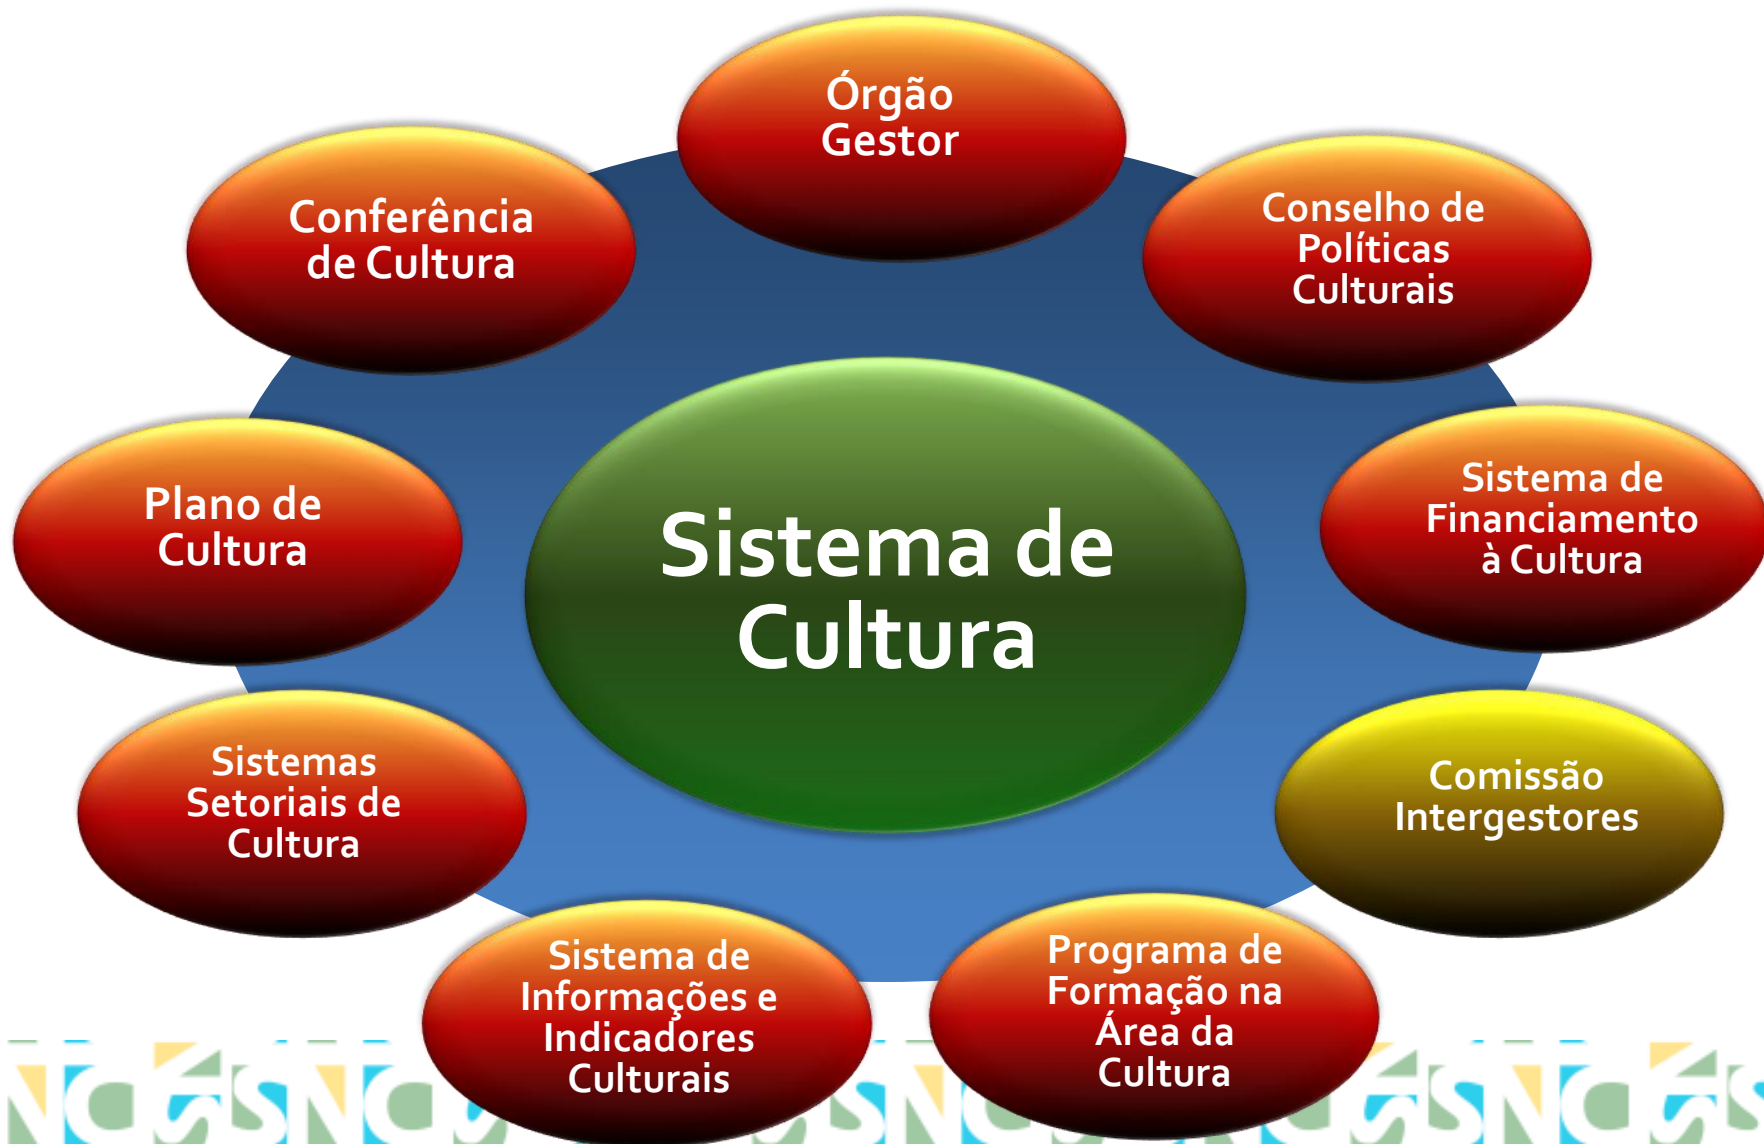 Órgão
Gestor
Conselho de
Políticas
Culturais
Sistema de
Financiamento
à Cultura
Comissão
Intergestores
Programa de
Formação na
Área da
Cultura
Sistema de
Informações e
Indicadores
Culturais
Sistemas
Setoriais de
Cultura
Plano de
Cultura
Conferência
de Cultura
Sistema de
Cultura